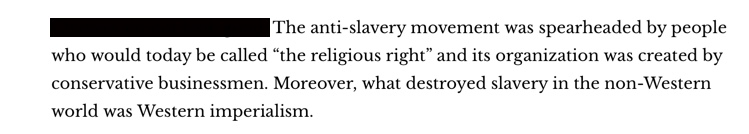 The anti-slavery movement was spearheaded by people
who would today be called “the religious right” and its organization was created by
conservative businessmen. Moreover, what destroyed slavery in the non-Western
world was Western imperialism.